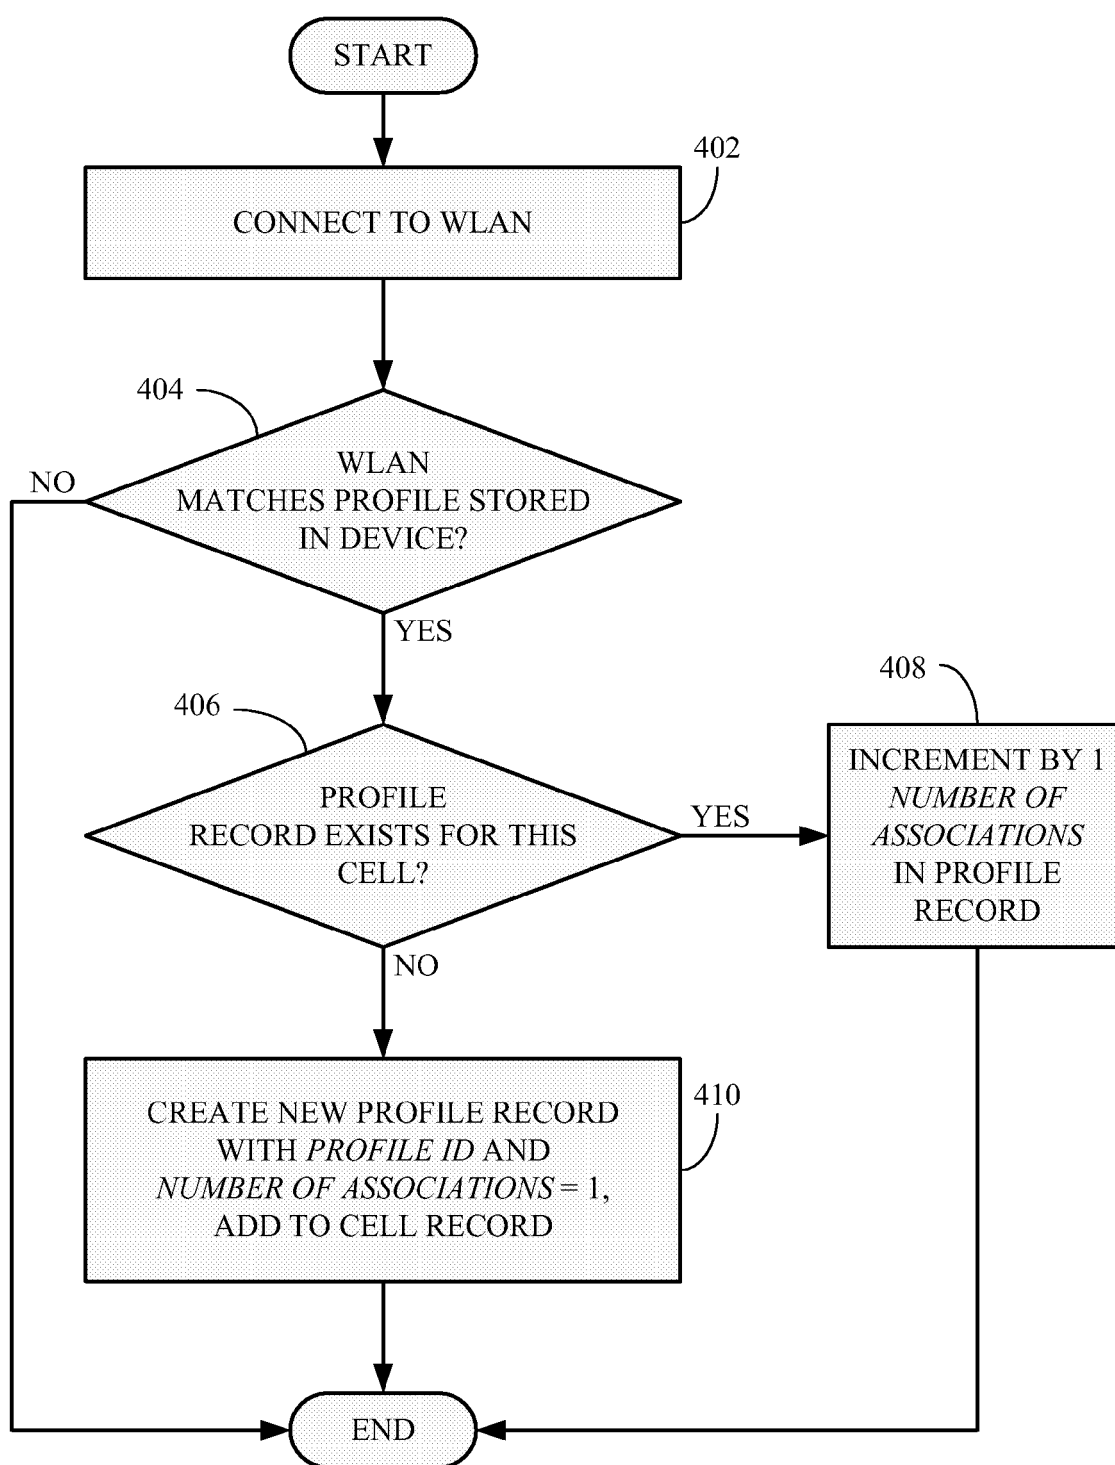 START
402
CONNECT TO WLAN
404
NO
WLAN
MATCHES PROFILE STORED
IN DEVICE?
YES
406
408
PROFILE
RECORD EXISTS FOR THIS
CELL?
YES
INCREMENT BY 1
NUMBER OF
ASSOCIATIONS
IN PROFILE
RECORD
NO
410
CREATE NEW PROFILE RECORD
WITH PROFILE ID AND
NUMBER OF ASSOCIATIONS = 1,
ADD TO CELL RECORD
END